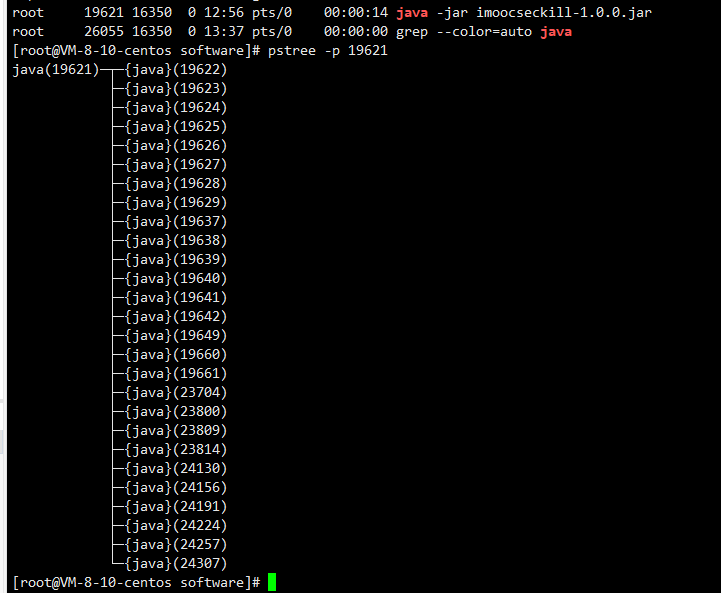 root     19621 16350  0 12:56 pts/0    00:00:14 java -jar imoocseckill-1.0.0.jar
root     26055 16350  0 13:37 pts/0    00:00:00 grep --color=auto java
[root@VM-8-10-centos software]# pstree -p 19621
java(19621)─┬─{java}(19622)
            ├─{java}(19623)
            ├─{java}(19624)
            ├─{java}(19625)
            ├─{java}(19626)
            ├─{java}(19627)
            ├─{java}(19628)
            ├─{java}(19629)
            ├─{java}(19637)
            ├─{java}(19638)
            ├─{java}(19639)
            ├─{java}(19640)
            ├─{java}(19641)
            ├─{java}(19642)
            ├─{java}(19649)
            ├─{java}(19660)
            ├─{java}(19661)
            ├─{java}(23704)
            ├─{java}(23800)
            ├─{java}(23809)
            ├─{java}(23814)
            ├─{java}(24130)
            ├─{java}(24156)
            ├─{java}(24191)
            ├─{java}(24224)
            ├─{java}(24257)
            └─{java}(24307)
[root@VM-8-10-centos software]#